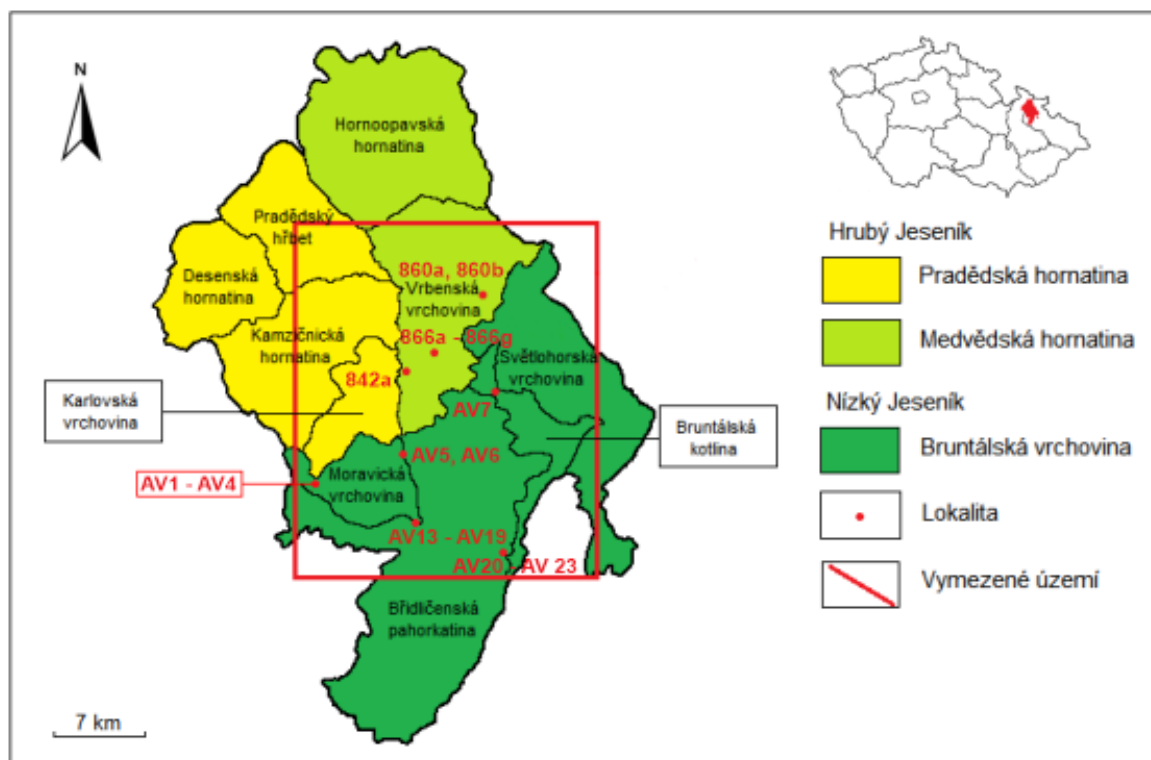 N
Hornoopavská
hornatina
Pradědský
hřbet
Desenská
hornatina
860a, 860b
Vrbenská
vrchovina
Kamzičnická
hornatina
866a - 866g
Světlohorská
vrchovina
842a
Karlovská
vrchovina
AV7
Bruntálská
kotlina
AV5, AV6
Moravická
vrchovina
AV1 - AV4
AV13 - AV19
AV20 - AV 23
Břidličenská
pahorkatina
7 km
Hrubý Jeseník
Pradědská hornatina
Medvědská hornatina
Nízký Jeseník
Bruntálská vrchovina
Lokalita
Vymezené území